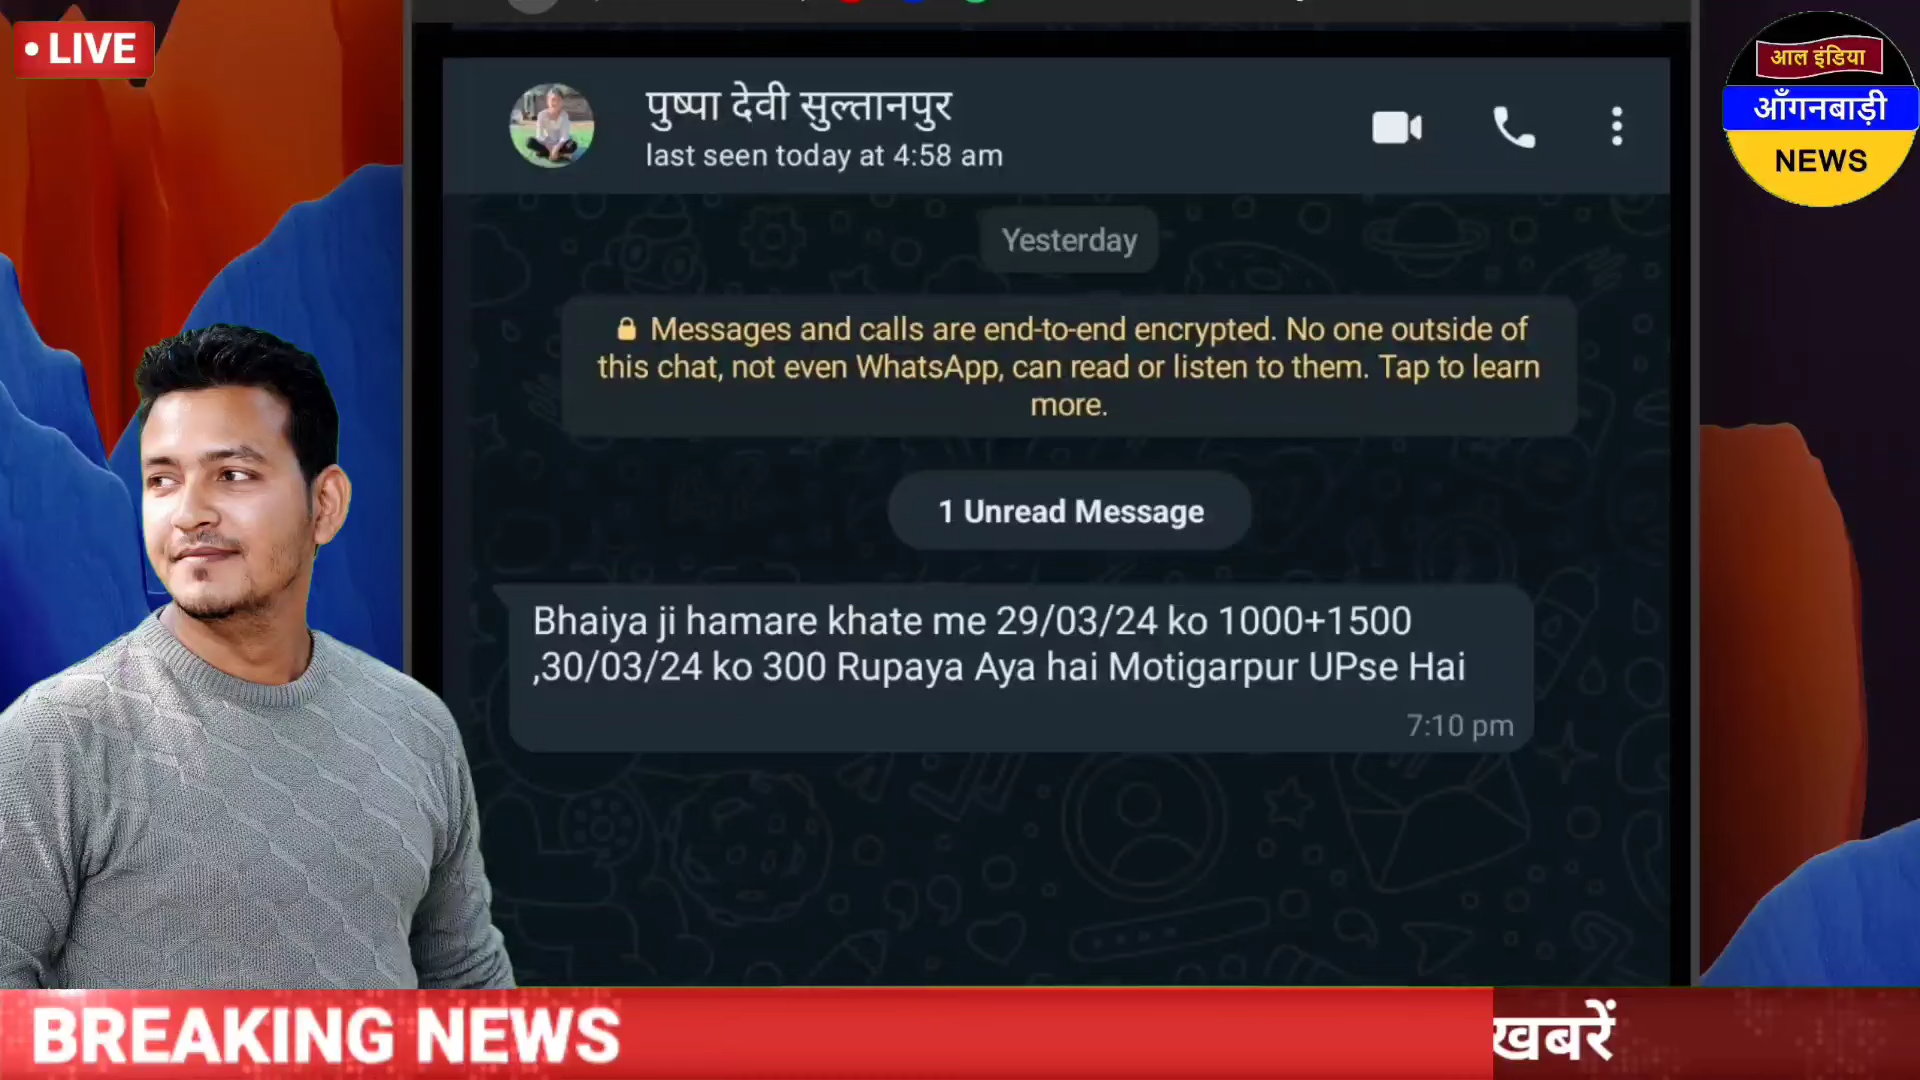 • LIVE
पुष्पा देवी सुल्तानपुर
last seen today at 4:58 am
आल इंडिया
आँगनबाड़ी
NEWS
Yesterday
Messages and calls are end-to-end encrypted. No one outside of
this chat, not even WhatsApp, can read or listen to them. Tap to learn
more.
1 Unread Message
Bhaiya ji hamare khate me 29/03/24 ko 1000+1500
,30/03/24 ko 300 Rupaya Aya hai Motigarpur UPse Hai
7:10 pm
BREAKING NEWS
खबरें